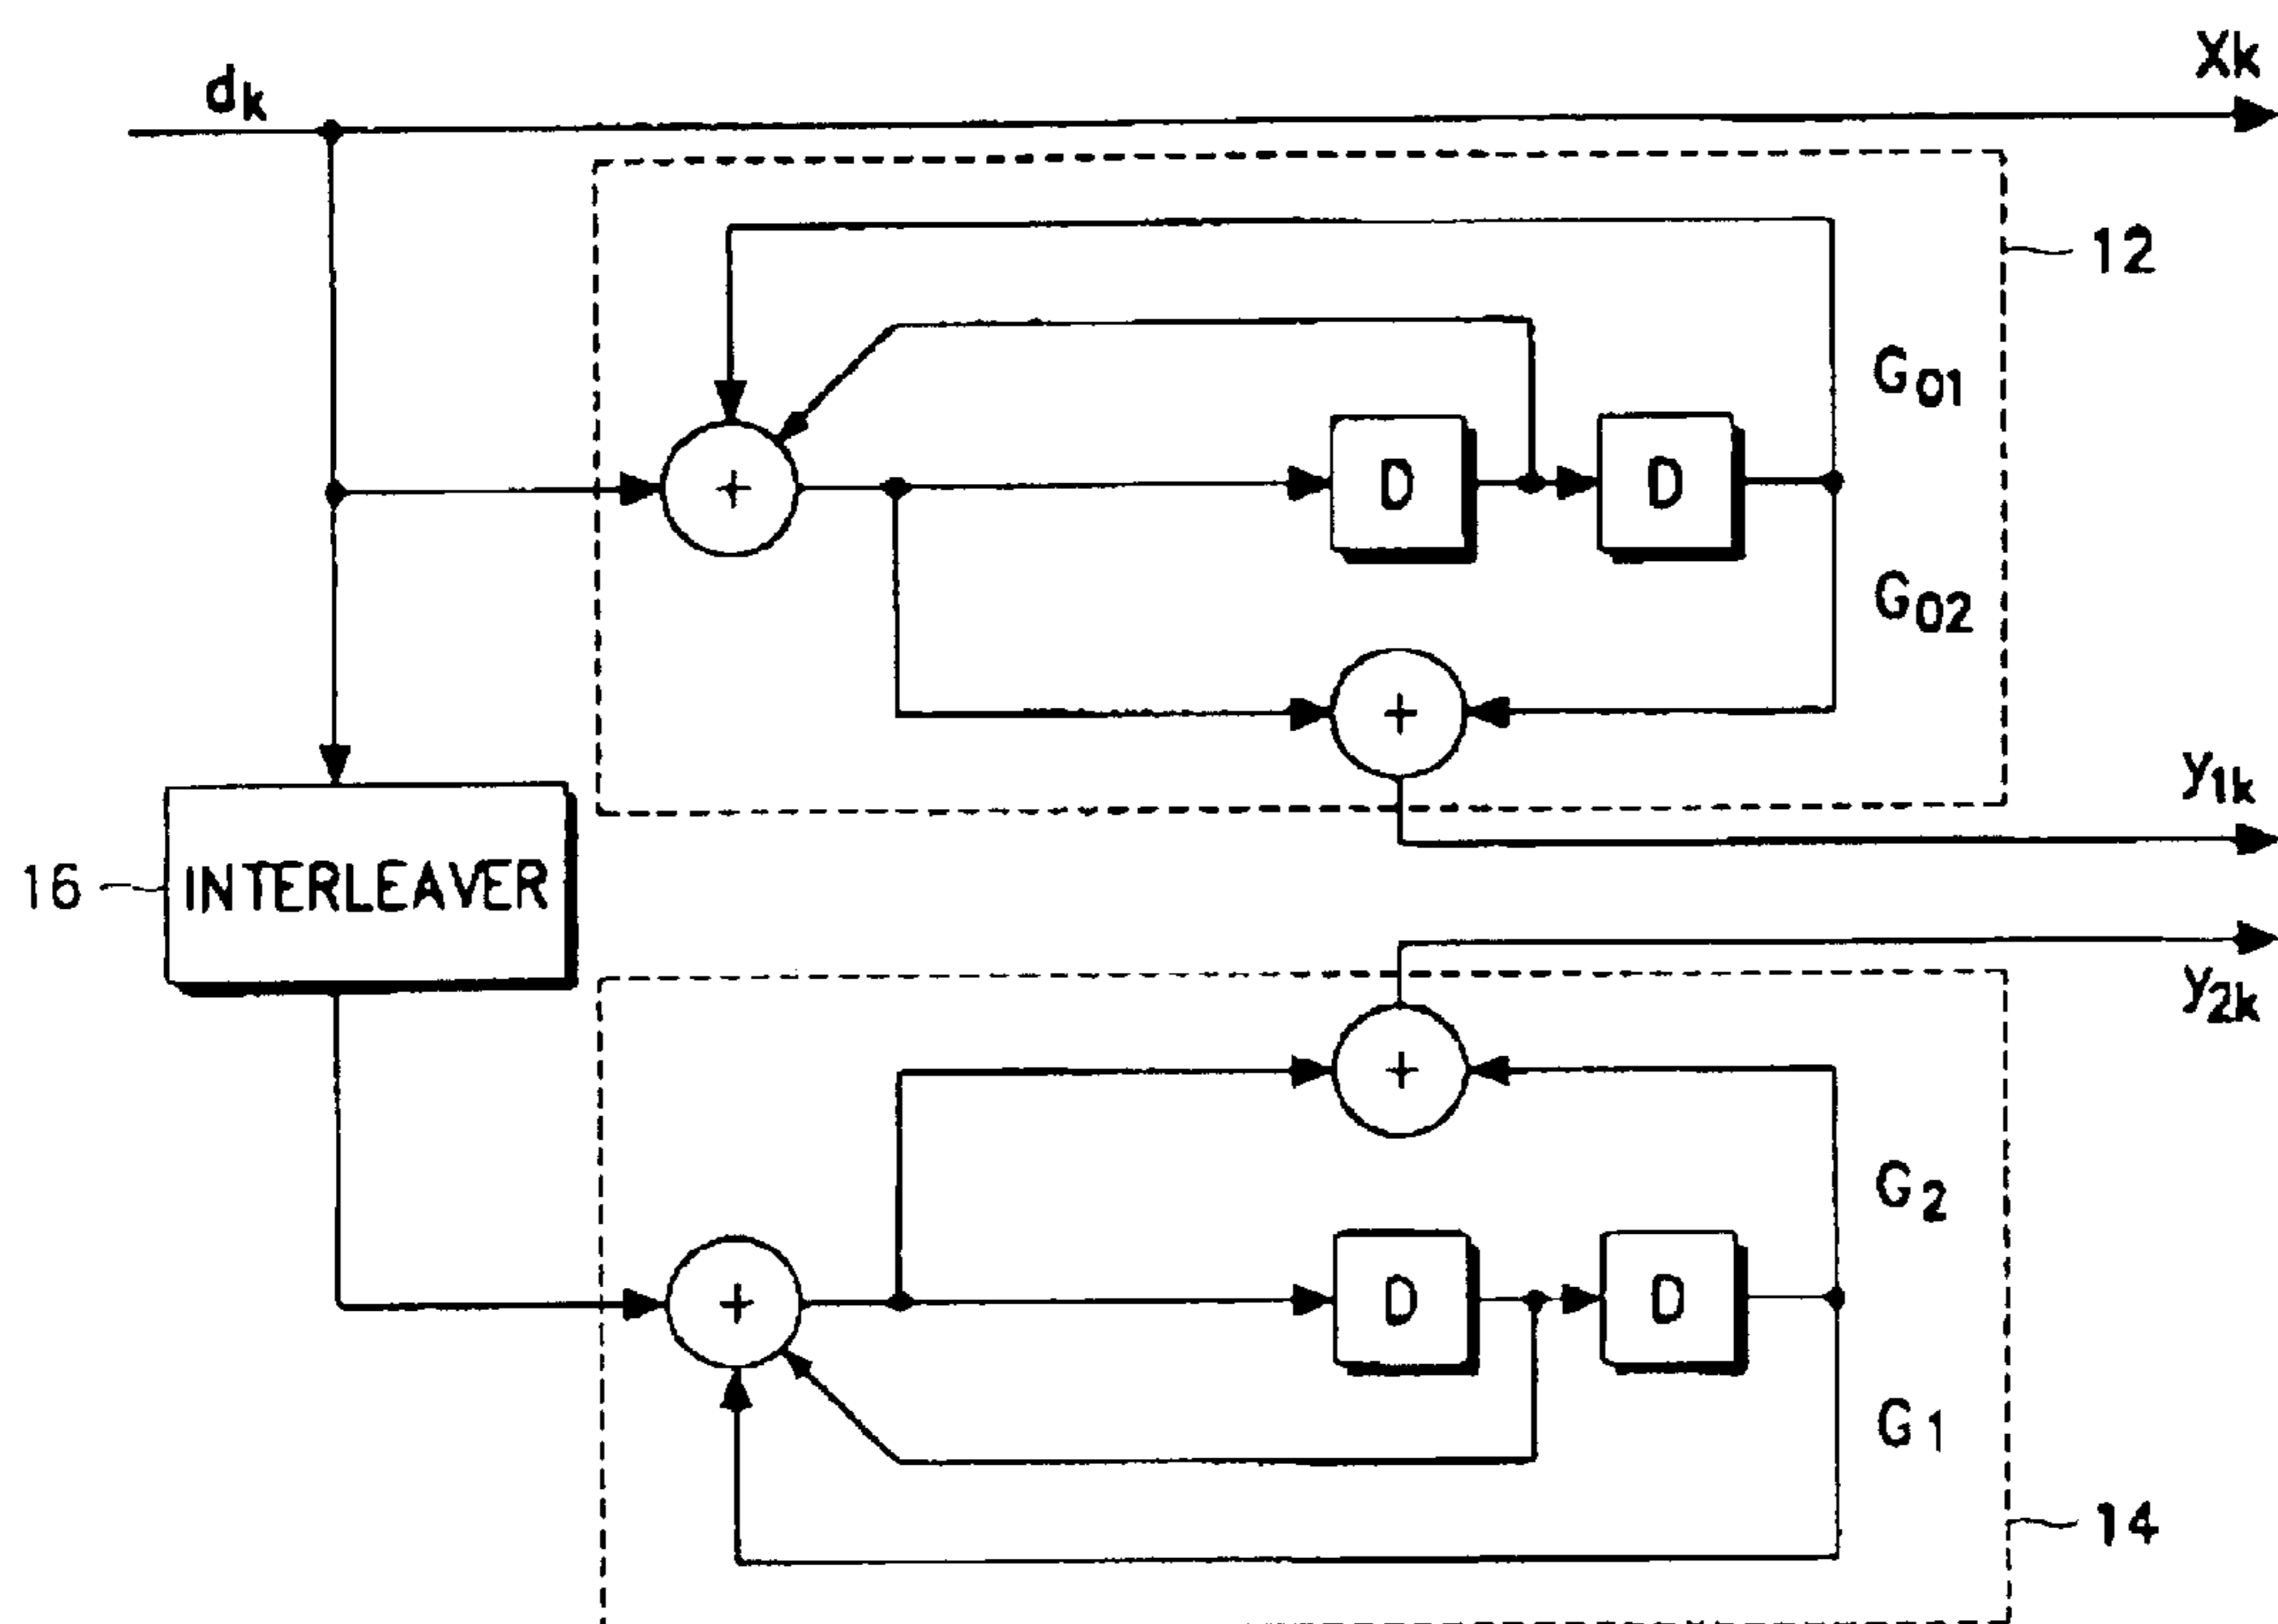 dk
Xk
12
+
D
D
G01
G02
+
y1k
16
INTERLEAVER
y2k
+
G2
+
D
D
G1
14